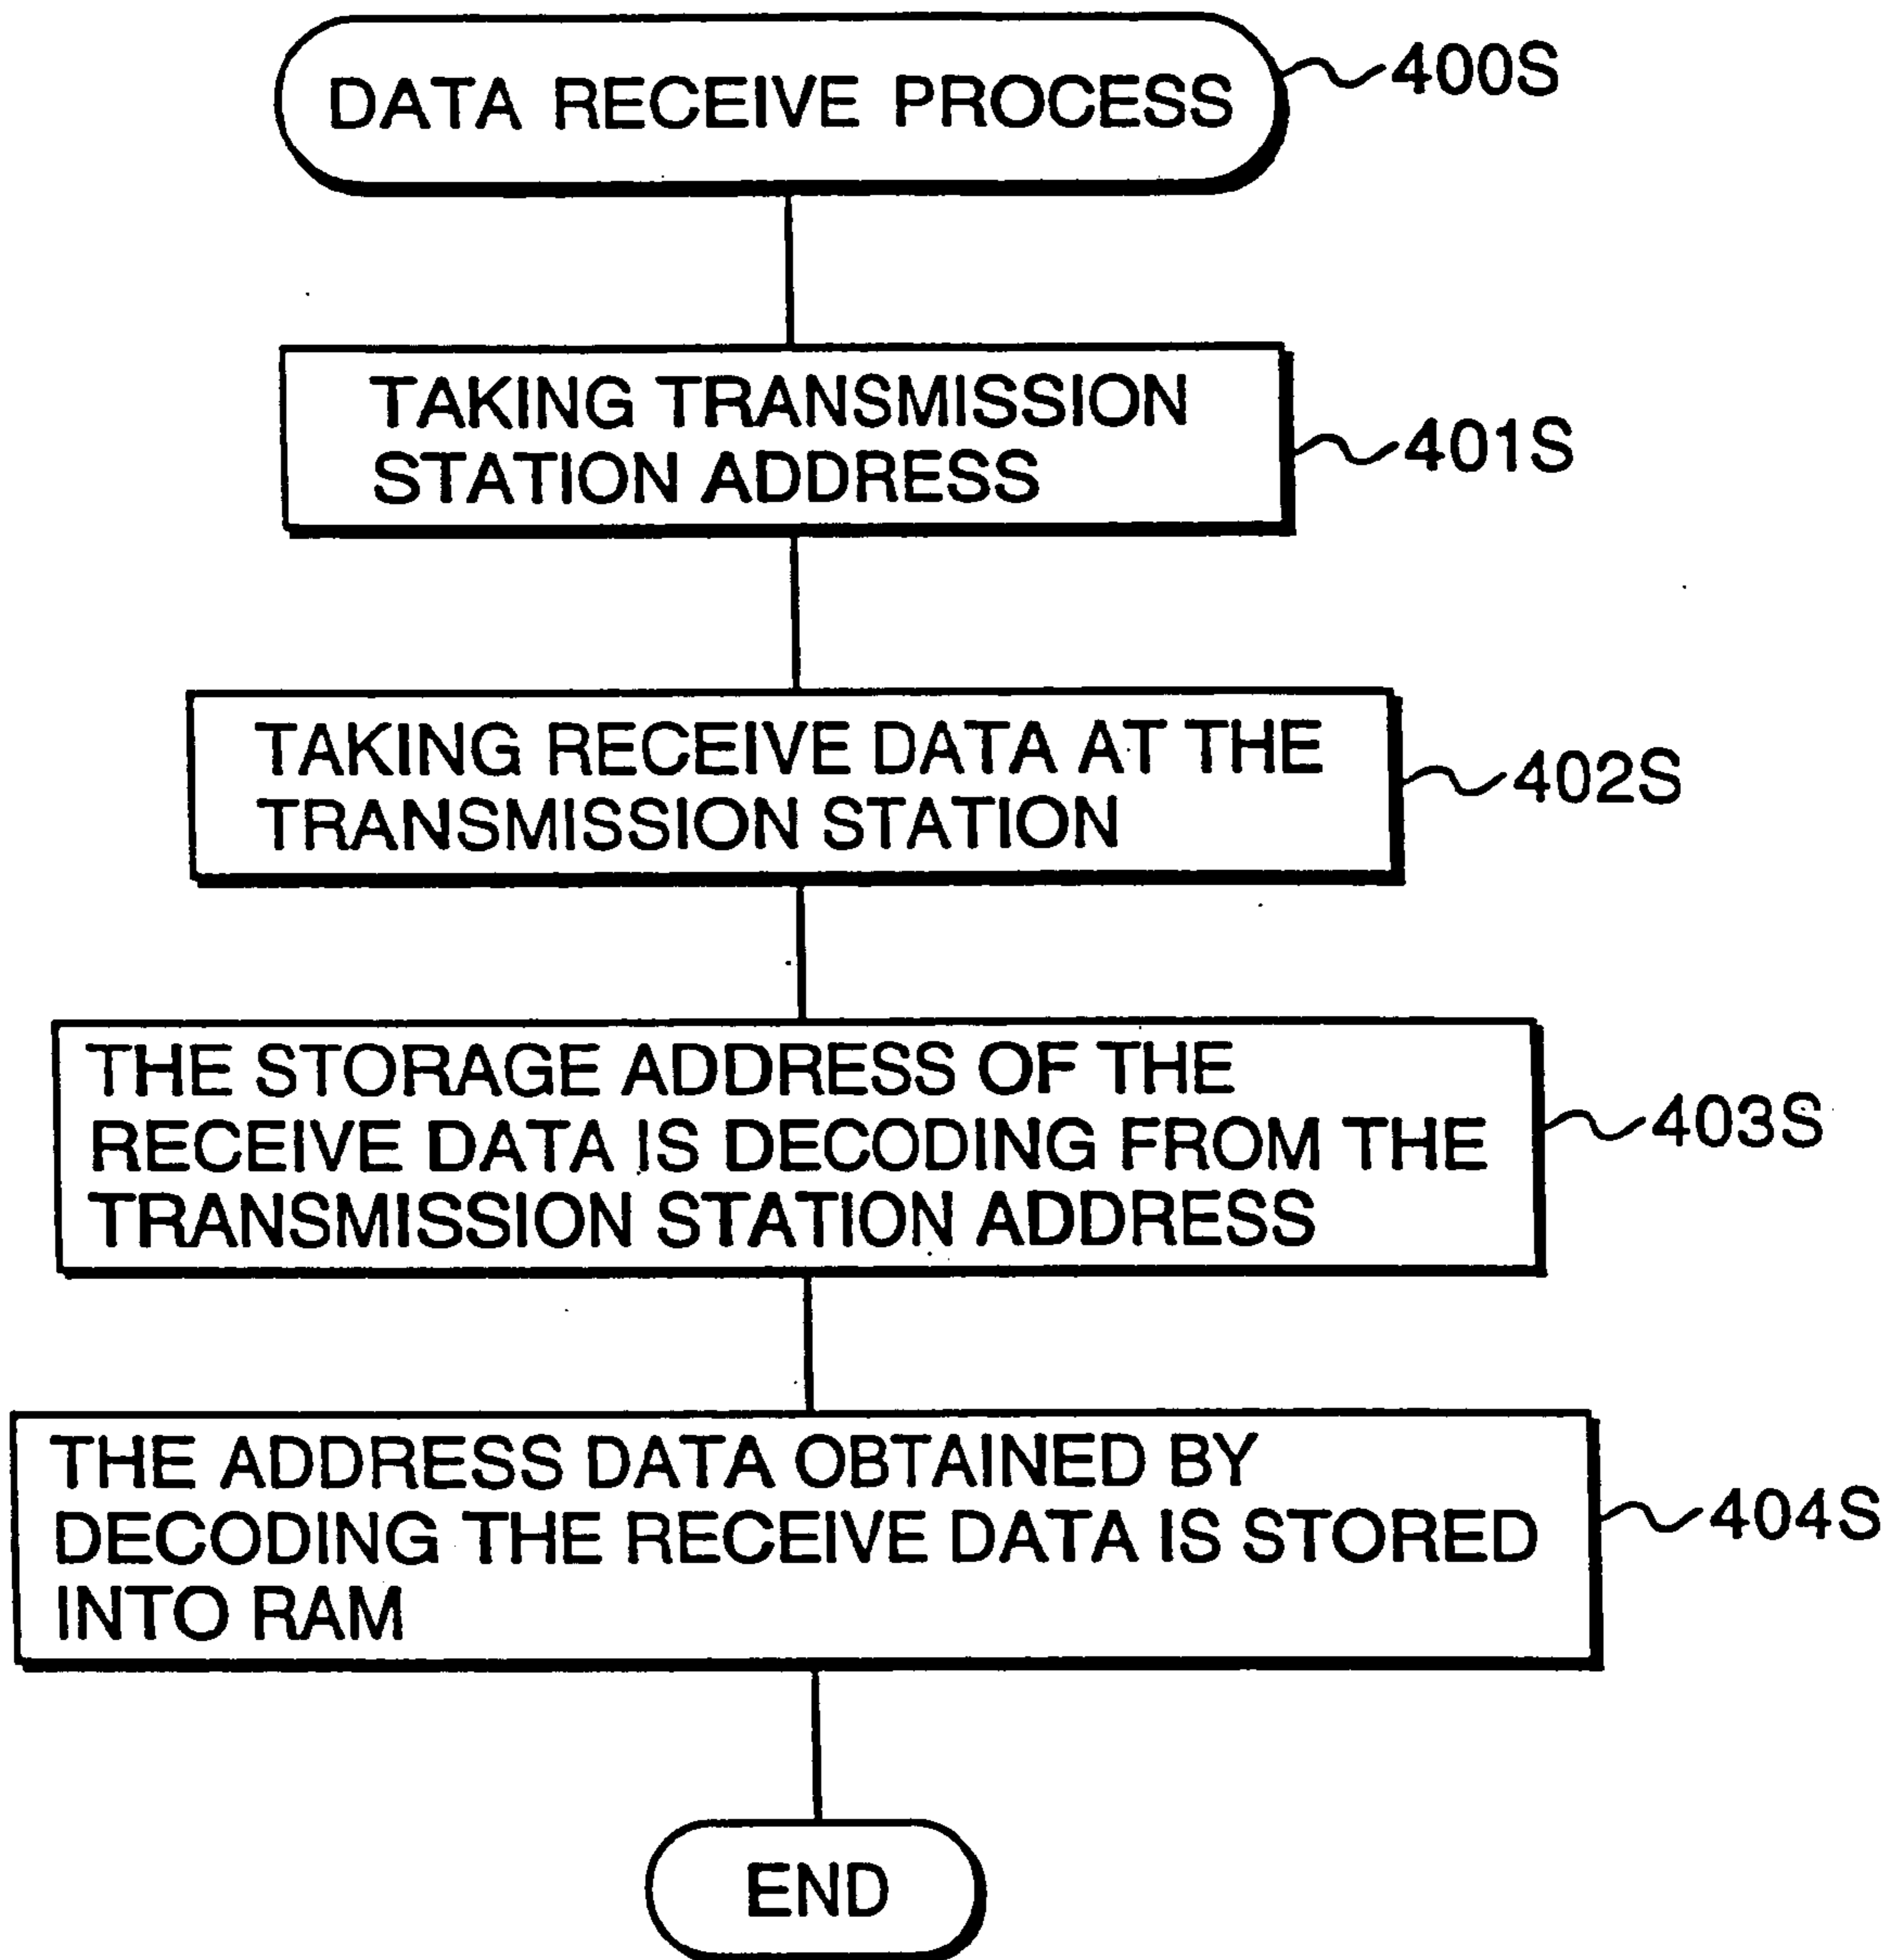 DATA RECEIVE PROCESS
400S
TAKING TRANSMISSION
STATION ADDRESS
401S
TAKING RECEIVE DATA AT THE
TRANSMISSION STATION
402S
THE STORAGE ADDRESS OF THE
RECEIVE DATA IS DECODING FROM THE
TRANSMISSION STATION ADDRESS
403S
THE ADDRESS DATA OBTAINED BY
DECODING THE RECEIVE DATA IS STORED
INTO RAM
404S
END